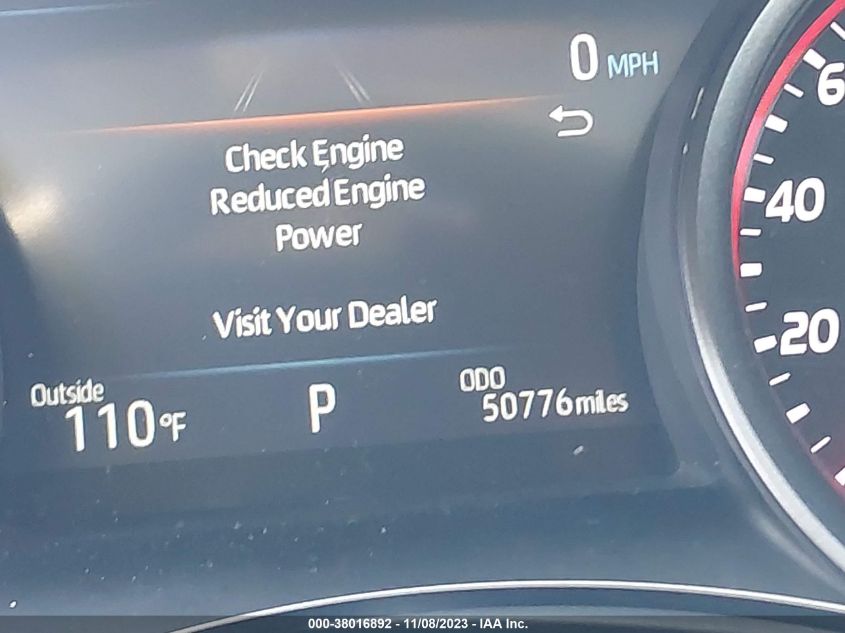 0 MPH
Check Engine
Reduced Engine
Power
Visit Your Dealer
Outside
110°F
P
ODO
50776 miles
6
40
20
000-38016892 - 11/08/2023 - IAA Inc.